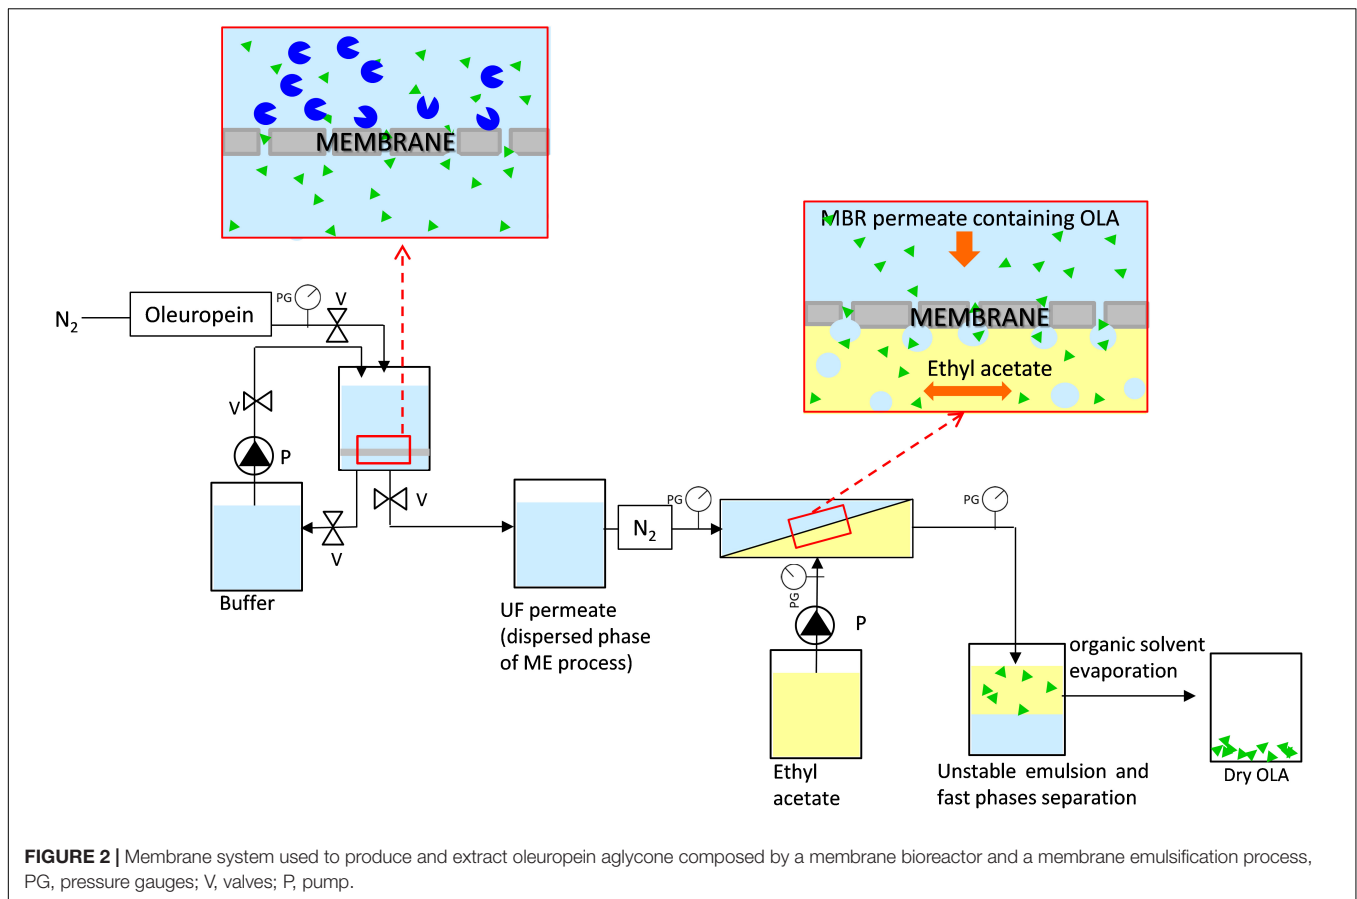 MEMBRANE
MBR permeate containing OLA
MEMBRANE
Ethyl acetate
N2
Oleuropein
PG
V
V
P
V
V
Buffer
UF permeate
(dispersed phase
of ME process)
N2
PG
PG
PG
P
Ethyl
acetate
organic solvent
evaporation
Unstable emulsion and
fast phases separation
Dry OLA
FIGURE 2 | Membrane system used to produce and extract oleuropein aglycone composed by a membrane bioreactor and a membrane emulsification process,
PG, pressure gauges; V, valves; P, pump.